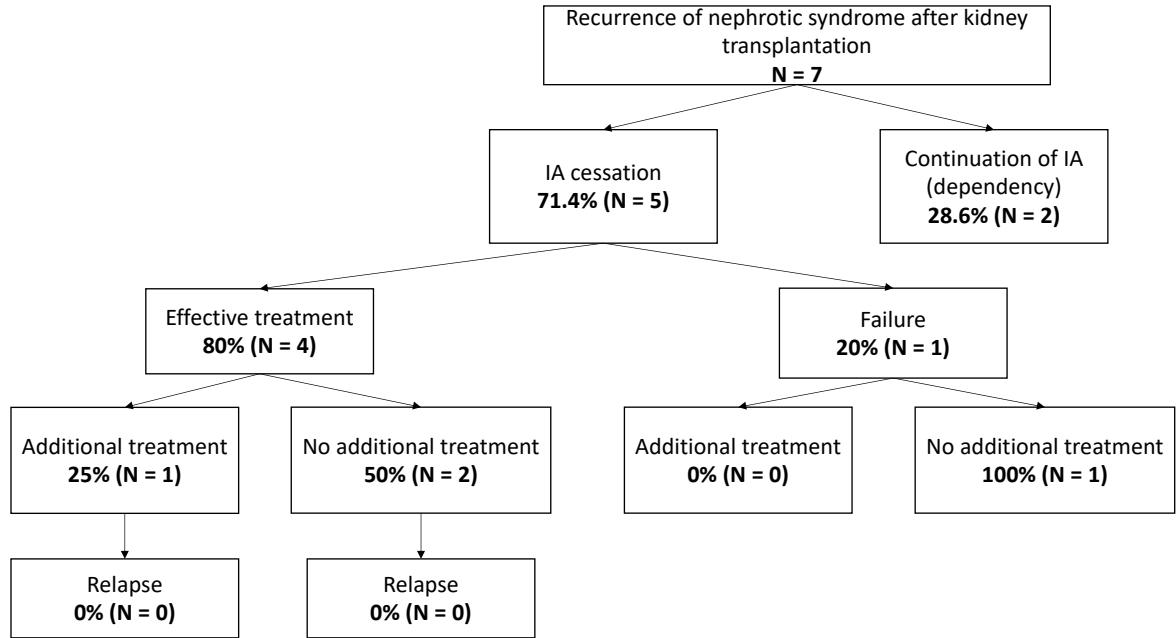 Recurrence of nephrotic syndrome after kidney
transplantation
N = 7
IA cessation
71.4% (N = 5)
Continuation of IA
(dependency)
28.6% (N = 2)
Effective treatment
80% (N = 4)
Failure
20% (N = 1)
Additional treatment
25% (N = 1)
No additional treatment
50% (N = 2)
Additional treatment
0% (N = 0)
No additional treatment
100% (N = 1)
Relapse
0% (N = 0)
Relapse
0% (N = 0)